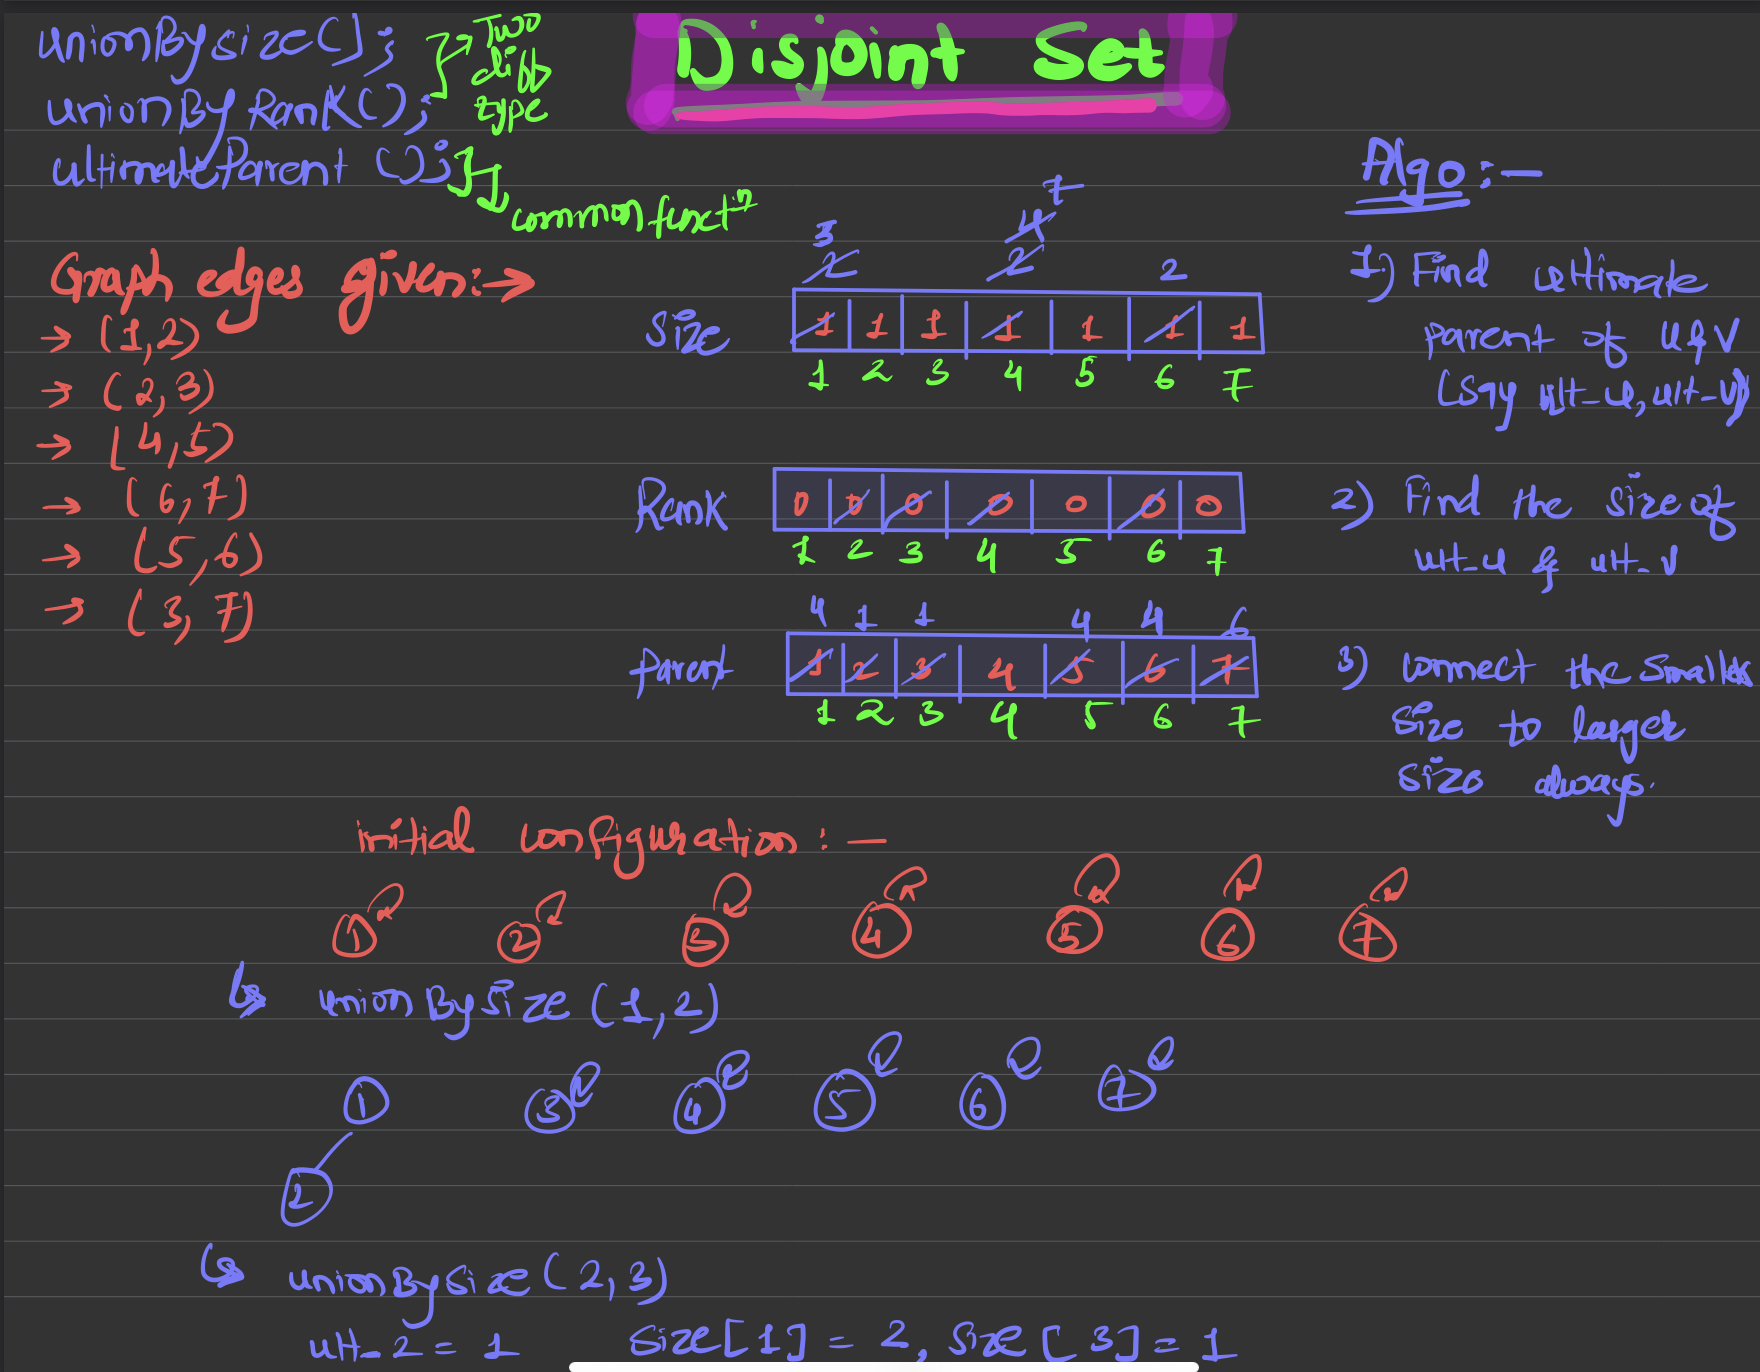 Disjoint Set
unionBysize();
unionByRank();
ultimateParent();
Two
diff
type
common functⁿ
Graph edges given:→
→ (1,2)
→ (2,3)
→ (4,5)
→ (6,7)
→ (5,6)
→ (3,7)
7
3 4
2 2 2
Size 1 1 1 1 1 1 1
1 2 3 4 5 6 7
Rank 0 0 0 0 0 0 0
1 2 3 4 5 6 7
4 1 1 4 4 6
Parent 1 2 3 4 5 6 7
1 2 3 4 5 6 7
Algo:-
1) Find ultimate
parent of u & v
(say ult_u, ult_v)
2) Find the size of
ult_u & ult_v
3) connect the smaller
size to larger
size always.
initial configuration:-
1 2 3 4 5 6 7
↳ unionBySize (1,2)
1 3 4 5 6 7
2
↳ unionBySize (2,3)
ult_2 = 1 Size[1] = 2, Size[3] = 1